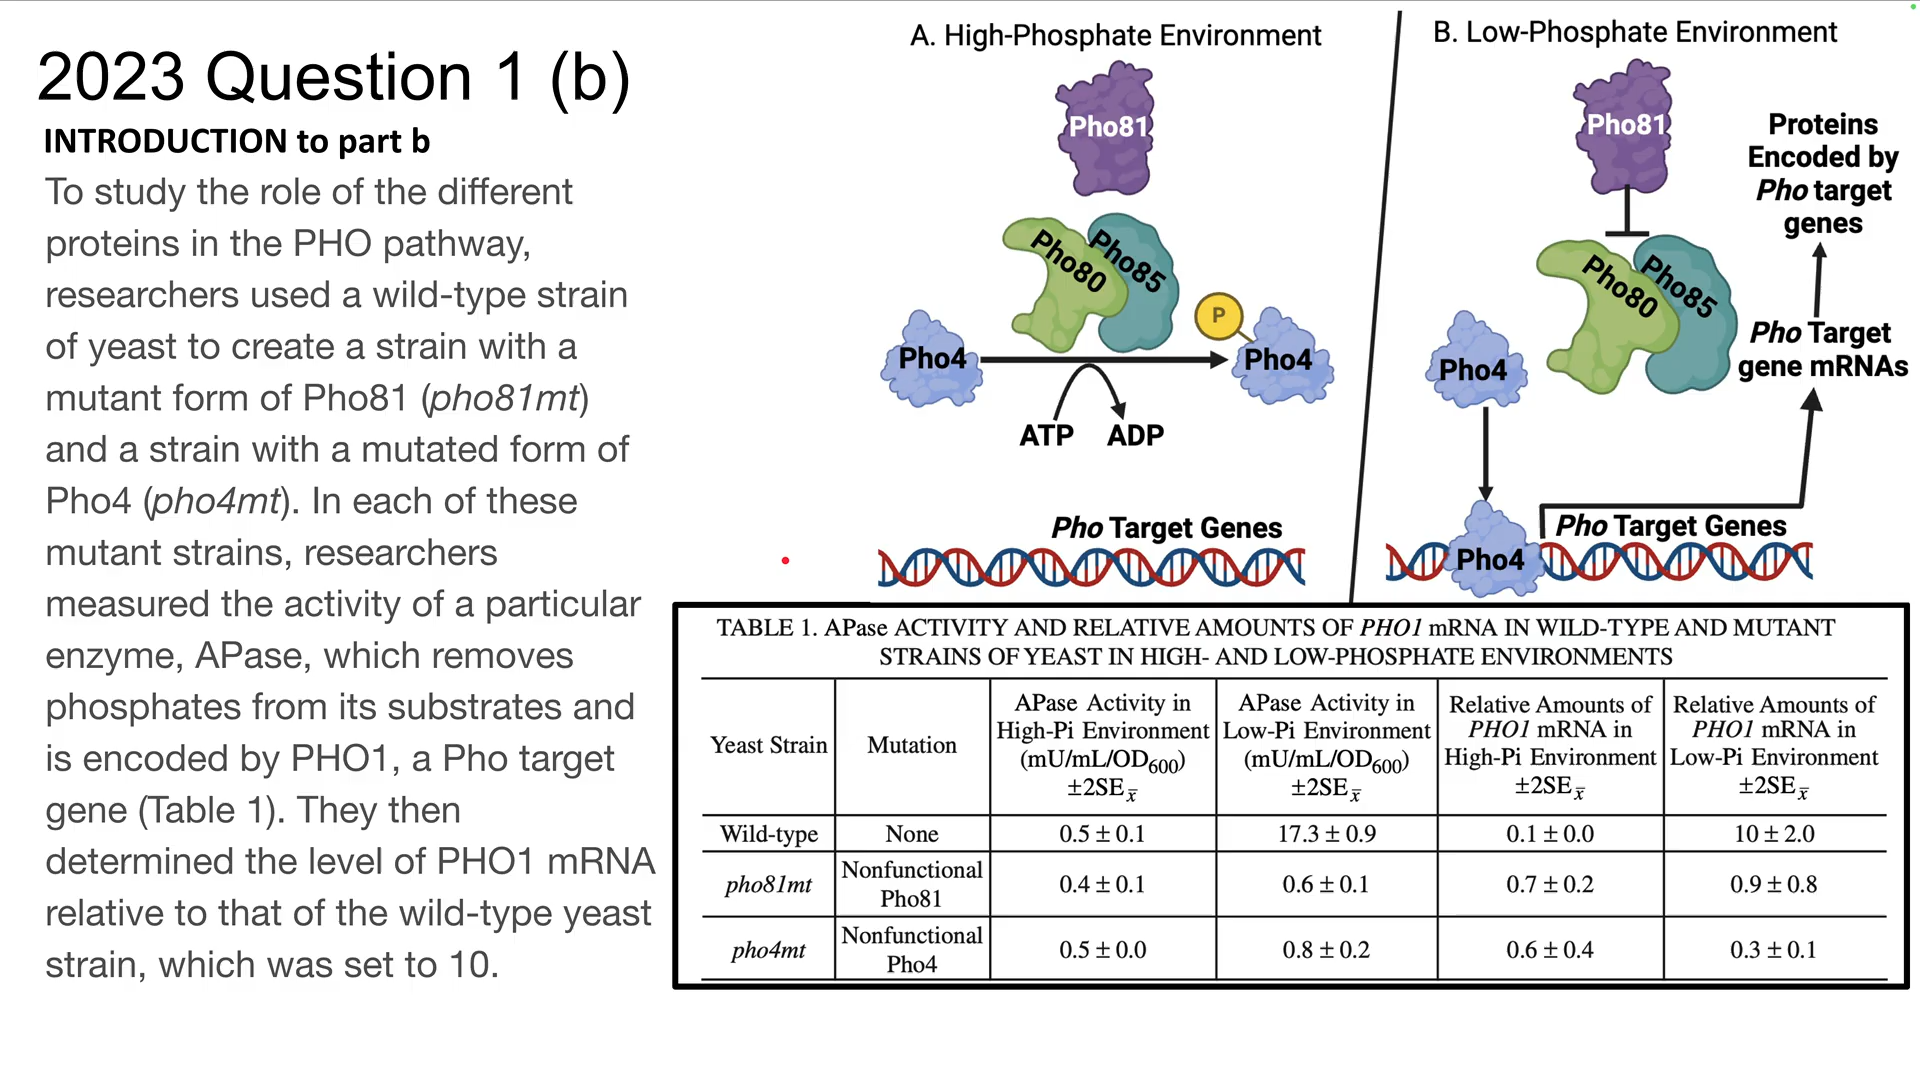 2023 Question 1 (b)
INTRODUCTION to part b
To study the role of the different
proteins in the PHO pathway,
researchers used a wild-type strain
of yeast to create a strain with a
mutant form of Pho81 (pho81mt)
and a strain with a mutated form of
Pho4 (pho4mt). In each of these
mutant strains, researchers
measured the activity of a particular
enzyme, APase, which removes
phosphates from its substrates and
is encoded by PHO1, a Pho target
gene (Table 1). They then
determined the level of PHO1 mRNA
relative to that of the wild-type yeast
strain, which was set to 10.
A. High-Phosphate Environment
Pho81
Pho80
Pho85
Pho4
P
Pho4
ATP
ADP
Pho Target Genes
B. Low-Phosphate Environment
Pho81
Pho80
Pho85
Pho4
Pho4
Pho Target Genes
Pho Target
gene mRNAs
Proteins
Encoded by
Pho target
genes
TABLE 1. APase ACTIVITY AND RELATIVE AMOUNTS OF PHO1 mRNA IN WILD-TYPE AND MUTANT
STRAINS OF YEAST IN HIGH- AND LOW-PHOSPHATE ENVIRONMENTS
Yeast Strain
Mutation
APase Activity in
High-Pi Environment
(mU/mL/OD600)
±2SEx̄
APase Activity in
Low-Pi Environment
(mU/mL/OD600)
±2SEx̄
Relative Amounts of
PHO1 mRNA in
High-Pi Environment
±2SEx̄
Relative Amounts of
PHO1 mRNA in
Low-Pi Environment
±2SEx̄
Wild-type None 0.5 ± 0.1 17.3 ± 0.9 0.1 ± 0.0 10 ± 2.0
pho81mt Nonfunctional Pho81 0.4 ± 0.1 0.6 ± 0.1 0.7 ± 0.2 0.9 ± 0.8
pho4mt Nonfunctional Pho4 0.5 ± 0.0 0.8 ± 0.2 0.6 ± 0.4 0.3 ± 0.1